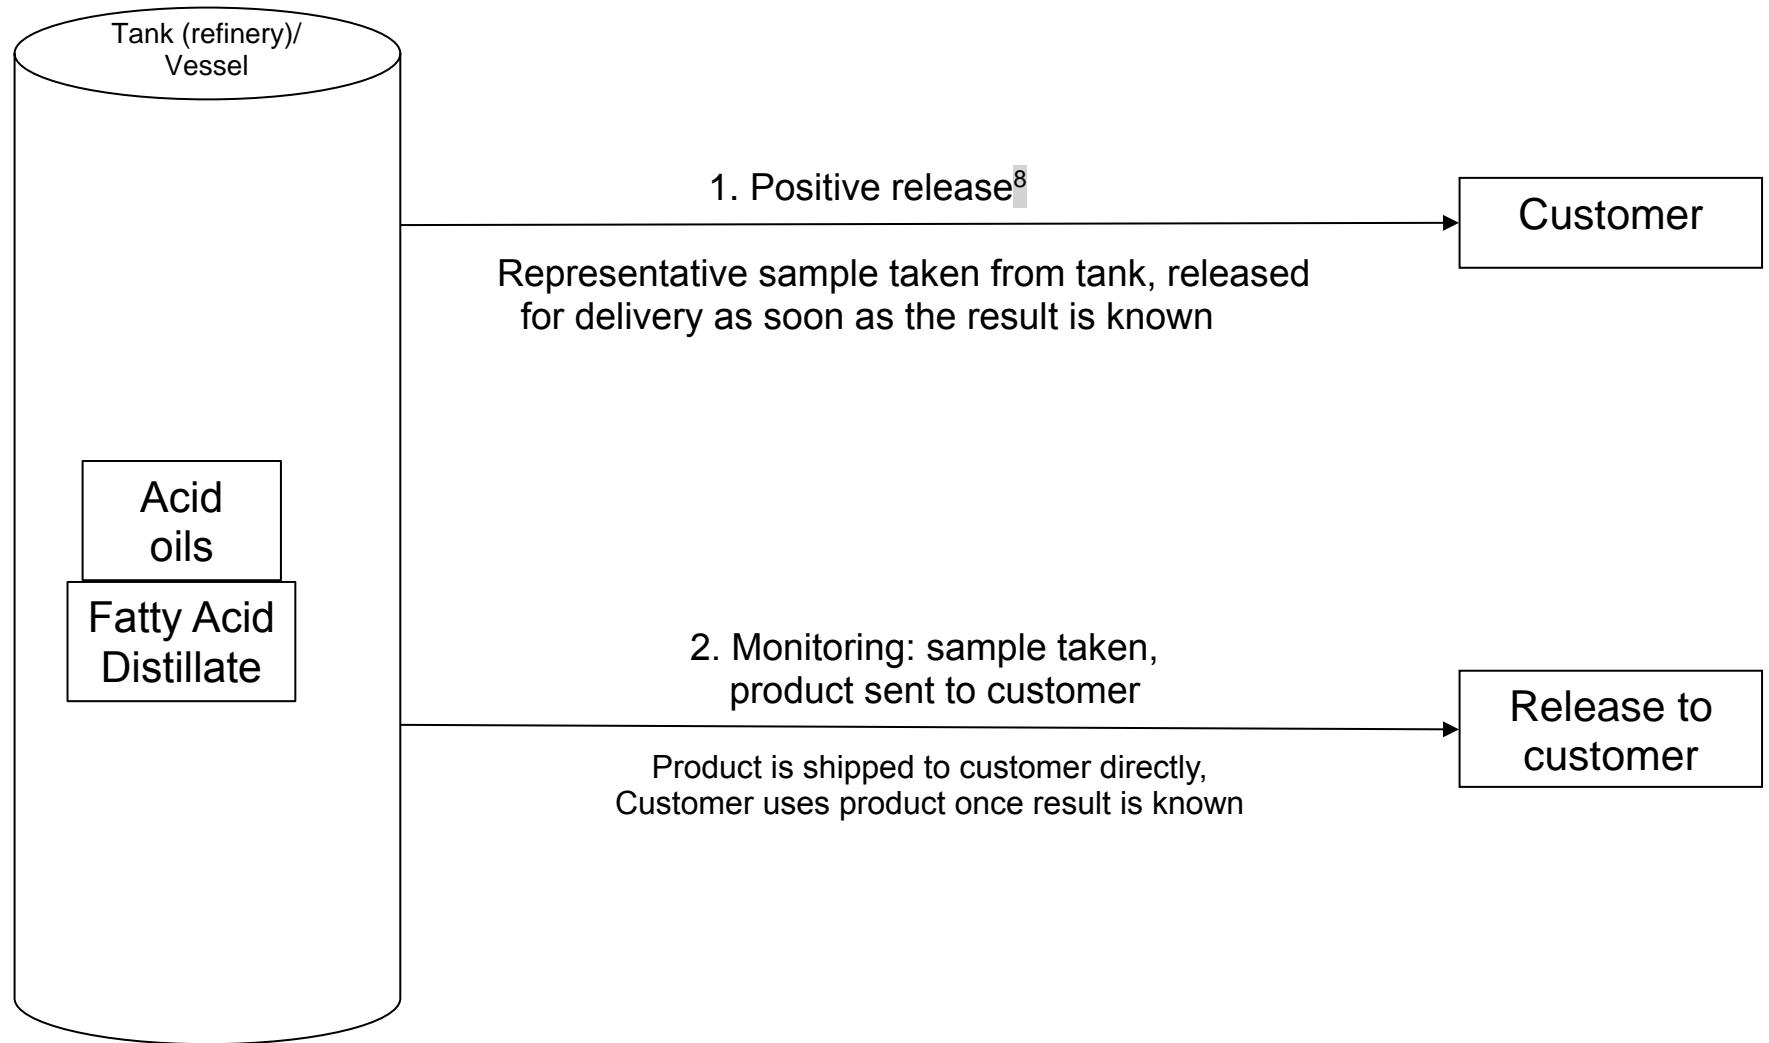 Tank (refinery)/
Vessel
1. Positive release⁸
Customer
Representative sample taken from tank, released
for delivery as soon as the result is known
Acid
oils
Fatty Acid
Distillate
2. Monitoring: sample taken,
product sent to customer
Release to
customer
Product is shipped to customer directly,
Customer uses product once result is known